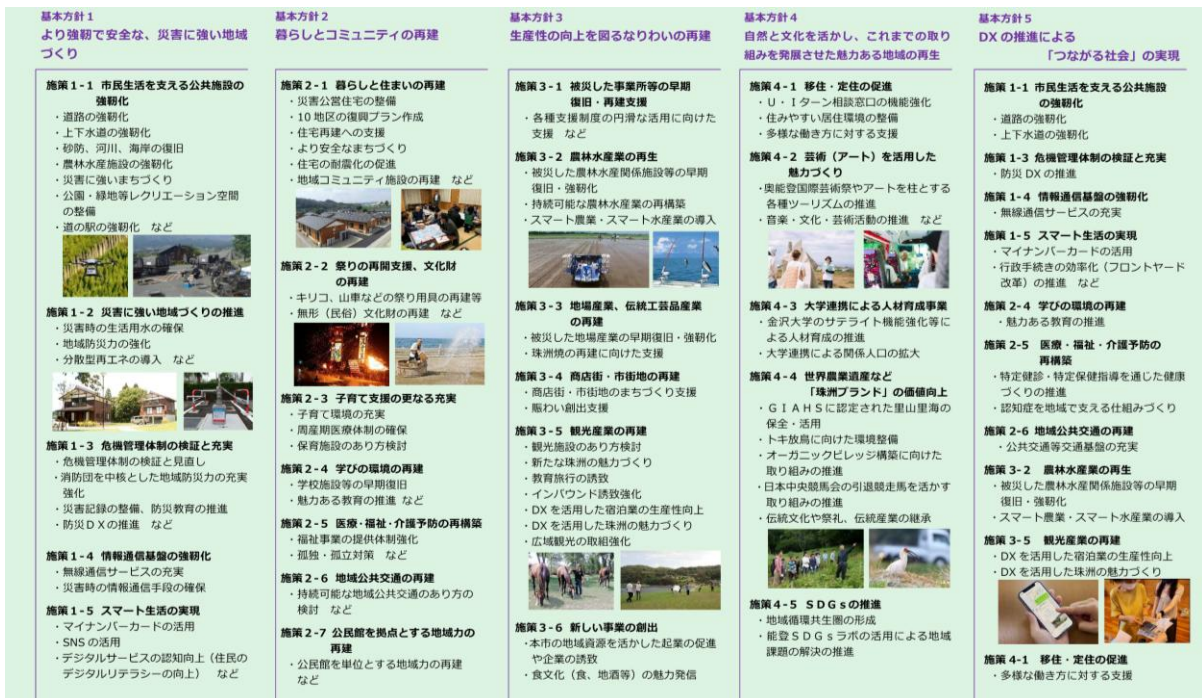 基本方針1
より強靭で安全な、災害に強い地域
づくり
施策1-1 市民生活を支える公共施設の
強靭化
・道路の強靭化
・上下水道の強靭化
・砂防、河川、海岸の復旧
・農林水産施設の強靭化
・災害に強いまちづくり
・公園・緑地等レクリエーション空間
の整備
・道の駅の強靭化 など
施策1-2 災害に強い地域づくりの推進
・災害時の生活用水の確保
・地域防災力の強化
・分散型再エネの導入 など
施策1-3 危機管理体制の検証と充実
・危機管理体制の検証と見直し
・消防団を中核とした地域防災力の充実
強化
・災害記録の整備、防災教育の推進
・防災DXの推進 など
施策1-4 情報通信基盤の強靭化
・無線通信サービスの充実
・災害時の情報通信手段の確保
施策1-5 スマート生活の実現
・マイナンバーカードの活用
・SNSの活用
・デジタルサービスの認知向上（住民の
デジタルリテラシーの向上） など
基本方針2
暮らしとコミュニティの再建
施策2-1 暮らしと住まいの再建
・災害公営住宅の整備
・10地区の復興プラン作成
・住宅再建への支援
・より安全なまちづくり
・住宅の耐震化の促進
・地域コミュニティ施設の再建 など
施策2-2 祭りの再開支援、文化財
の再建
・キリコ、山車などの祭り用具の再建等
・無形（民俗）文化財の再建 など
施策2-3 子育て支援の更なる充実
・子育て環境の充実
・周産期医療体制の確保
・保育施設のあり方検討
施策2-4 学びの環境の再建
・学校施設等の早期復旧
・魅力ある教育の推進 など
施策2-5 医療・福祉・介護予防の再構築
・福祉事業の提供体制強化
・孤独・孤立対策 など
施策2-6 地域公共交通の再建
・持続可能な地域公共交通のあり方の
検討 など
施策2-7 公民館を拠点とする地域力の
再建
・公民館を単位とする地域力の再建
など
基本方針3
生産性の向上を図るなりわいの再建
施策3-1 被災した事業所等の早期
復旧・再建支援
・各種支援制度の円滑な活用に向けた
支援 など
施策3-2 農林水産業の再生
・被災した農林水産関係施設等の早期
復旧・強靭化
・持続可能な農林水産業の再構築
・スマート農業・スマート水産業の導入
施策3-3 地場産業、伝統工芸品産業
の再建
・被災した地場産業の早期復旧・強靭化
・珠洲焼の再建に向けた支援
施策3-4 商店街・市街地の再建
・商店街・市街地のまちづくり支援
・賑わい創出支援
施策3-5 観光産業の再建
・観光施設のあり方検討
・新たな珠洲の魅力づくり
・教育旅行の誘致
・インバウンド誘致強化
・DXを活用した宿泊業の生産性向上
・DXを活用した珠洲の魅力づくり
・広域観光の取組強化
施策3-6 新しい事業の創出
・本市の地域資源を活かした起業の促進
や企業の誘致
・食文化（食、地酒等）の魅力発信
基本方針4
自然と文化を活かし、これまでの取り
組みを発展させた魅力ある地域の再生
施策4-1 移住・定住の促進
・U・Iターン相談窓口の機能強化
・住みやすい居住環境の整備
・多様な働き方に対する支援
施策4-2 芸術（アート）を活用した
魅力づくり
・奥能登国際芸術祭やアートを柱とする
各種ツーリズムの推進
・音楽・文化・芸術活動の推進 など
施策4-3 大学連携による人材育成事業
・金沢大学のサテライト機能強化等に
よる人材育成の推進
・大学連携による関係人口の拡大
施策4-4 世界農業遺産など
「珠洲ブランド」の価値向上
・GIAHSに認定された里山里海の
保全・活用
・トキ放鳥に向けた環境整備
・オーガニックビレッジ構築に向けた
取り組みの推進
・日本中央競馬会の引退競走馬を活かす
取り組みの推進
・伝統文化や祭礼、伝統産業の継承
施策4-5 SDGsの推進
・地域循環共生圏の形成
・能登SDGsラボの活用による地域
課題の解決の推進
基本方針5
DXの推進による
「つながる社会」の実現
施策1-1 市民生活を支える公共施設
の強靭化
・道路の強靭化
・上下水道の強靭化
施策1-3 危機管理体制の検証と充実
・防災DXの推進
施策1-4 情報通信基盤の強靭化
・無線通信サービスの充実
施策1-5 スマート生活の実現
・マイナンバーカードの活用
・行政手続きの効率化（フロントヤード
改革）の推進 など
施策2-4 学びの環境の再建
・魅力ある教育の推進
施策2-5 医療・福祉・介護予防の
再構築
・特定健診・特定保健指導を通じた健康
づくりの推進
・認知症を地域で支える仕組みづくり
施策2-6 地域公共交通の再建
・公共交通等交通基盤の充実
施策3-2 農林水産業の再生
・被災した農林水産関係施設等の早期
復旧・強靭化
・スマート農業・スマート水産業の導入
施策3-5 観光産業の再建
・DXを活用した宿泊業の生産性向上
・DXを活用した珠洲の魅力づくり
施策4-1 移住・定住の促進
・多様な働き方に対する支援